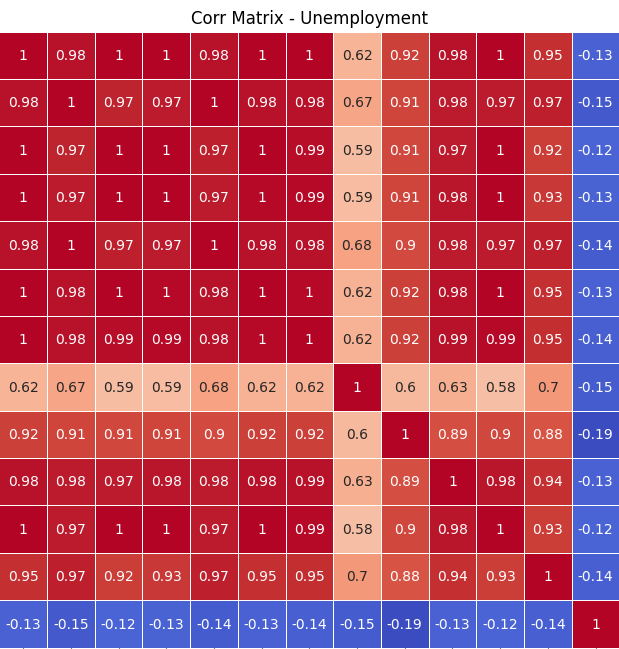 Corr Matrix - Unemployment
1 0.98 1 1 0.98 1 1 0.62 0.92 0.98 1 0.95 -0.13
0.98 1 0.97 0.97 1 0.98 0.98 0.67 0.91 0.98 0.97 0.97 -0.15
1 0.97 1 1 0.97 1 0.99 0.59 0.91 0.97 1 0.92 -0.12
1 0.97 1 1 0.97 1 0.99 0.59 0.91 0.98 1 0.93 -0.13
0.98 1 0.97 0.97 1 0.98 0.98 0.68 0.9 0.98 0.97 0.97 -0.14
1 0.98 1 1 0.98 1 1 0.62 0.92 0.98 1 0.95 -0.13
1 0.98 0.99 0.99 0.98 1 1 0.62 0.92 0.99 0.99 0.95 -0.14
0.62 0.67 0.59 0.59 0.68 0.62 0.62 1 0.6 0.63 0.58 0.7 -0.15
0.92 0.91 0.91 0.91 0.9 0.92 0.92 0.6 1 0.89 0.9 0.88 -0.19
0.98 0.98 0.97 0.98 0.98 0.98 0.99 0.63 0.89 1 0.98 0.94 -0.13
1 0.97 1 1 0.97 1 0.99 0.58 0.9 0.98 1 0.93 -0.12
0.95 0.97 0.92 0.93 0.97 0.95 0.95 0.7 0.88 0.94 0.93 1 -0.14
-0.13 -0.15 -0.12 -0.13 -0.14 -0.13 -0.14 -0.15 -0.19 -0.13 -0.12 -0.14 1